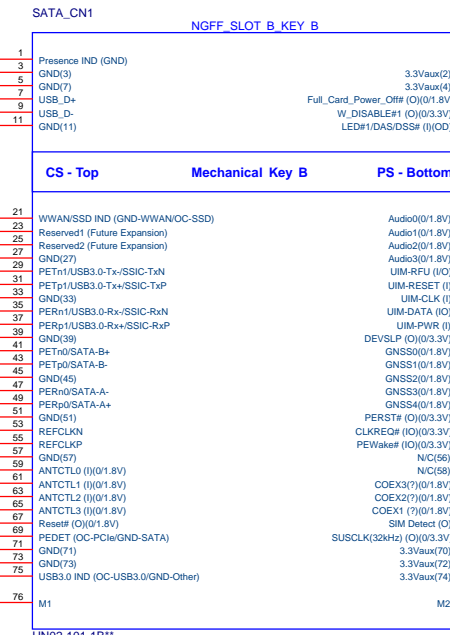 SATA_CN1
NGFF_SLOT B_KEY B
1 Presence IND (GND)
3 GND(3) 3.3Vaux(2)
5 GND(7) 3.3Vaux(4)
7 USB_D+ Full_Card_Power_Off# (O)(0/1.8V
9 USB_D- W_DISABLE#1 (O)(0/3.3V)
11 GND(11) LED#1/DAS/DSS# (I)(OD)
CS - Top Mechanical Key B PS - Bottom
21 WWAN/SSD IND (GND-WWAN/OC-SSD) Audio0(0/1.8V)
23 Reserved1 (Future Expansion) Audio1(0/1.8V)
25 Reserved2 (Future Expansion) Audio2(0/1.8V)
27 GND(27) Audio3(0/1.8V)
29 PETn1/USB3.0-Tx-/SSIC-TxN UIM-RFU (I/O)
31 PETp1/USB3.0-Tx+/SSIC-TxP UIM-RESET (I)
33 GND(33) UIM-CLK (I)
35 PERn1/USB3.0-Rx-/SSIC-RxN UIM-DATA (IO)
37 PERp1/USB3.0-Rx+/SSIC-RxP UIM-PWR (I)
39 GND(39) DEVSLP (O)(0/3.3V)
41 PETn0/SATA-B+ GNSS0(0/1.8V)
43 PETp0/SATA-B- GNSS1(0/1.8V)
45 GND(45) GNSS2(0/1.8V)
47 PERn0/SATA-A- GNSS3(0/1.8V)
49 PERp0/SATA-A+ GNSS4(0/1.8V)
51 GND(51) PERST# (O)(0/3.3V)
53 REFCLKN CLKREQ# (IO)(0/3.3V)
55 REFCLKP PEWake# (IO)(0/3.3V)
57 GND(57) N/C(56)
59 ANTCTL0 (I)(0/1.8V) N/C(58)
61 ANTCTL1 (I)(0/1.8V) COEX3(?)(0/1.8V)
63 ANTCTL2 (I)(0/1.8V) COEX2(?)(0/1.8V)
65 ANTCTL3 (I)(0/1.8V) COEX1 (?)(0/1.8V)
67 Reset# (O)(0/1.8V) SIM Detect (O)
69 PEDET (OC-PCIe/GND-SATA) SUSCLK(32kHz) (O)(0/3.3V)
71 GND(71) 3.3Vaux(70)
73 GND(73) 3.3Vaux(72)
75 USB3.0 IND (OC-USB3.0/GND-Other) 3.3Vaux(74)
76 M1 M2